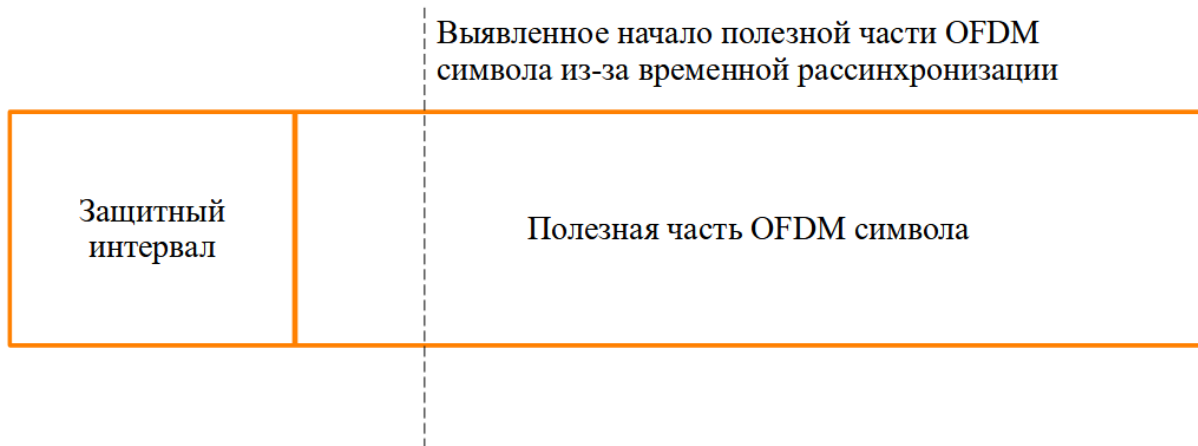 Выявленное начало полезной части OFDM
символа из-за временной рассинхронизации
Защитный
интервал
Полезная часть OFDM символа